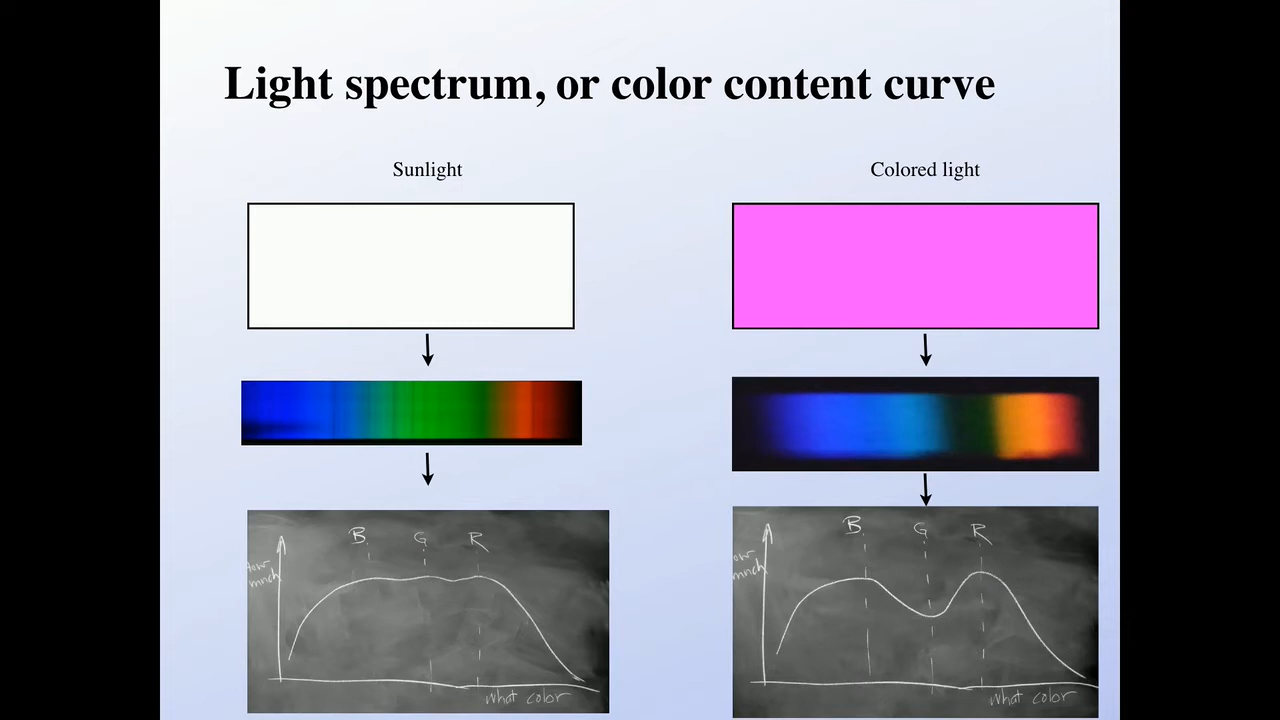 Light spectrum, or color content curve
Sunlight
Colored light
B G R
how much
what color
B G R
how much
what color